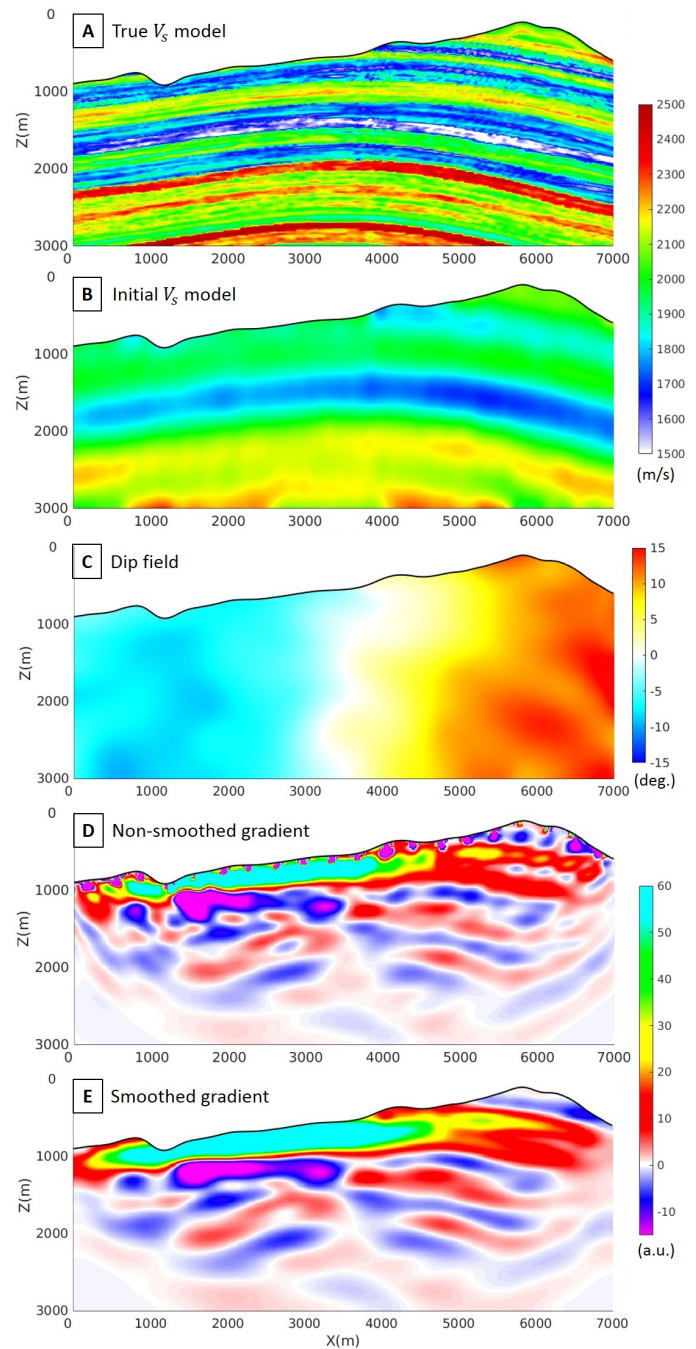 A True Vₛ model
0
1000
2000
3000
Z(m)
0 1000 2000 3000 4000 5000 6000 7000
B Initial Vₛ model
1000
2000
3000
Z(m)
0 1000 2000 3000 4000 5000 6000 7000
2500
2400
2300
2200
2100
2000
1900
1800
1700
1600
1500
(m/s)
C Dip field
0
1000
2000
3000
Z(m)
0 1000 2000 3000 4000 5000 6000 7000
15
10
5
0
-5
-10
-15
(deg.)
D Non-smoothed gradient
0
1000
2000
3000
Z(m)
0 1000 2000 3000 4000 5000 6000 7000
E Smoothed gradient
0
1000
2000
3000
Z(m)
0 1000 2000 3000 4000 5000 6000 7000
X(m)
60
50
40
30
20
10
0
-10
(a.u.)